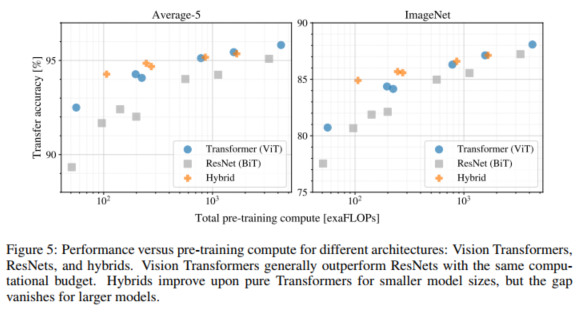 Average-5
ImageNet
Transfer accuracy [%]
95
90
90
85
80
75
Transformer (ViT)
ResNet (BiT)
Hybrid
Transformer (ViT)
ResNet (BiT)
Hybrid
10²
10³
10²
10³
Total pre-training compute [exaFLOPs]
Figure 5: Performance versus pre-training compute for different architectures: Vision Transformers,
ResNets, and hybrids. Vision Transformers generally outperform ResNets with the same compu-
tational budget. Hybrids improve upon pure Transformers for smaller model sizes, but the gap
vanishes for larger models.